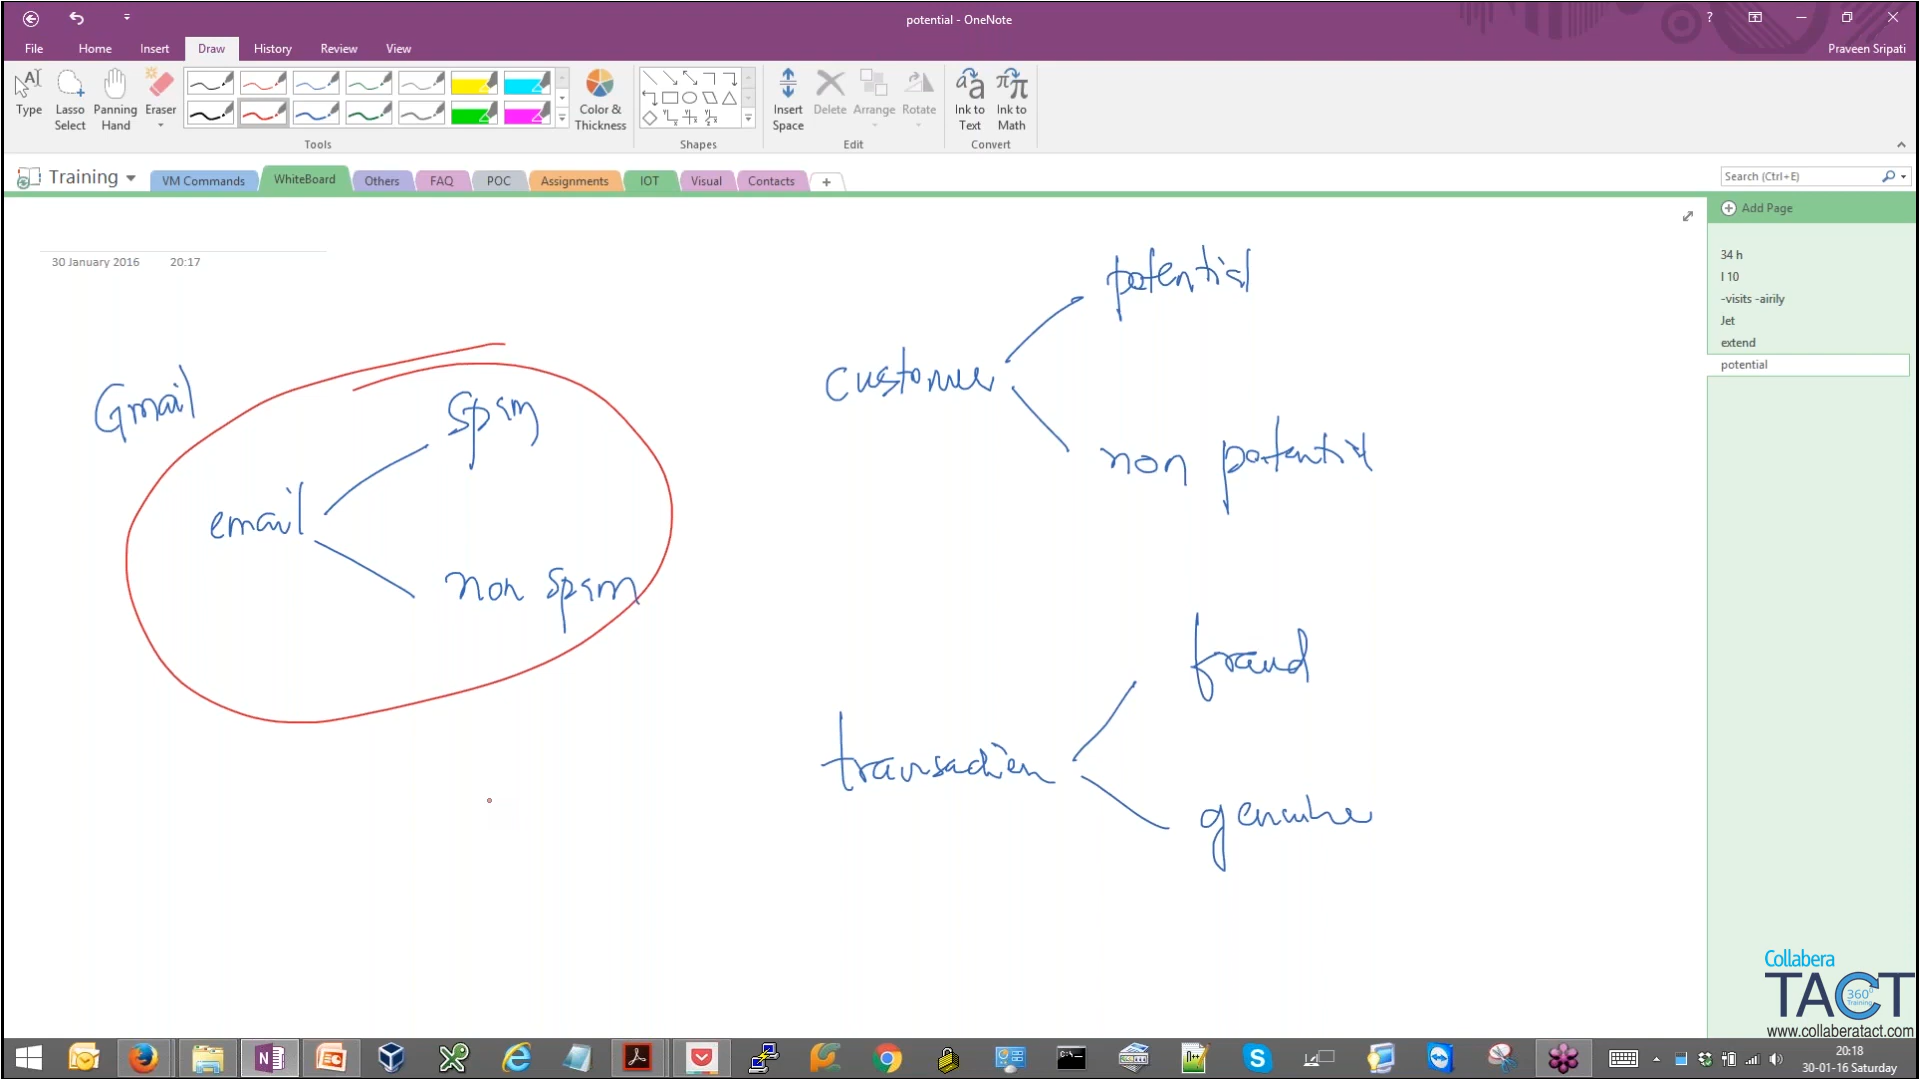 potential - OneNote
?
Praveen Sripati
File Home Insert Draw History Review View
Type
Lasso Select
Panning Hand
Eraser
Color & Thickness
Insert Space
Delete
Arrange
Rotate
Ink to Text
Ink to Math
Tools
Shapes
Edit
Convert
Training
VM Commands WhiteBoard Others FAQ POC Assignments IOT Visual Contacts +
Search (Ctrl+E)
Add Page
34 h
I 10
-visits -airily
Jet
extend
potential
30 January 2016 20:17
Gmail
email
spam
non spam
customer
potential
non potential
transaction
fraud
genuine
Collabera
TACT
360°
Training
www.collaberatact.com
20:18
30-01-16 Saturday